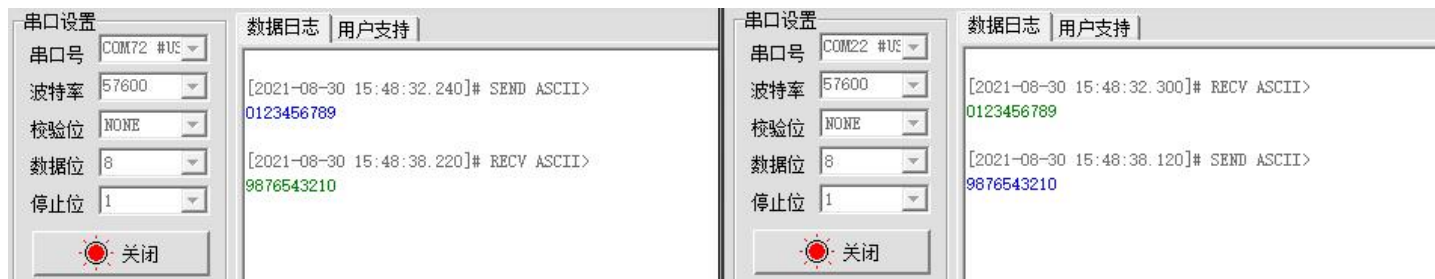 串口设置
串口号 COM72 #US
波特率 57600
校验位 NONE
数据位 8
停止位 1
关闭
数据日志 用户支持
[2021-08-30 15:48:32.240]# SEND ASCII>
0123456789
[2021-08-30 15:48:38.220]# RECV ASCII>
9876543210
串口设置
串口号 COM22 #US
波特率 57600
校验位 NONE
数据位 8
停止位 1
关闭
数据日志 用户支持
[2021-08-30 15:48:32.300]# RECV ASCII>
0123456789
[2021-08-30 15:48:38.120]# SEND ASCII>
9876543210